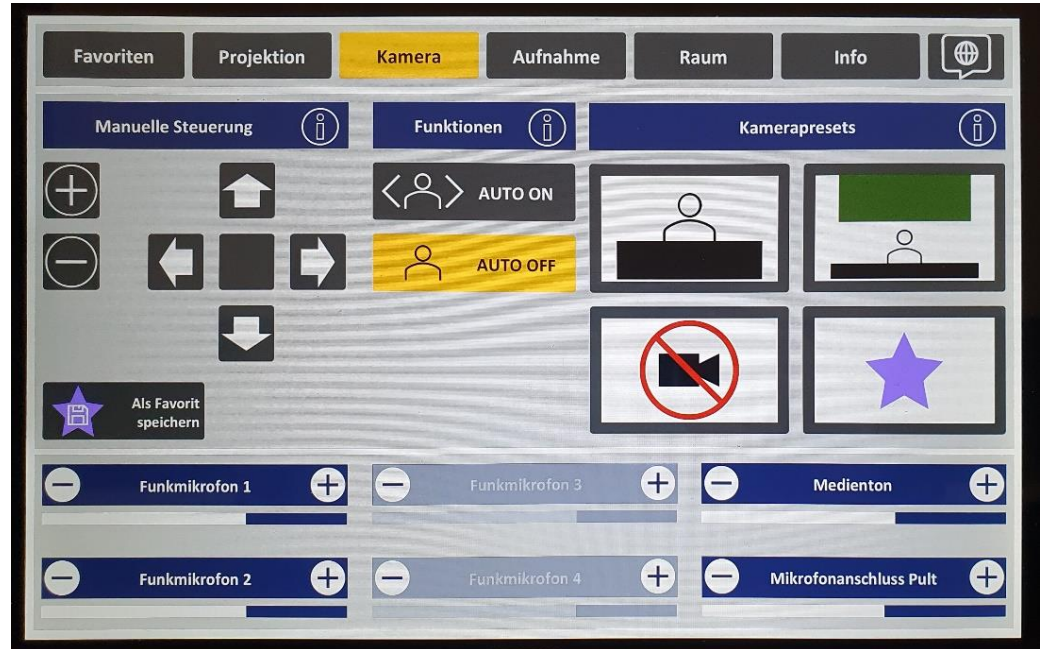 Favoriten
Projektion
Kamera
Aufnahme
Raum
Info
Manuelle Steuerung
Funktionen
Kamerapresets
AUTO ON
AUTO OFF
Als Favorit
speichern
Funkmikrofon 1
Funkmikrofon 3
Medienton
Funkmikrofon 2
Funkmikrofon 4
Mikrofonanschluss Pult